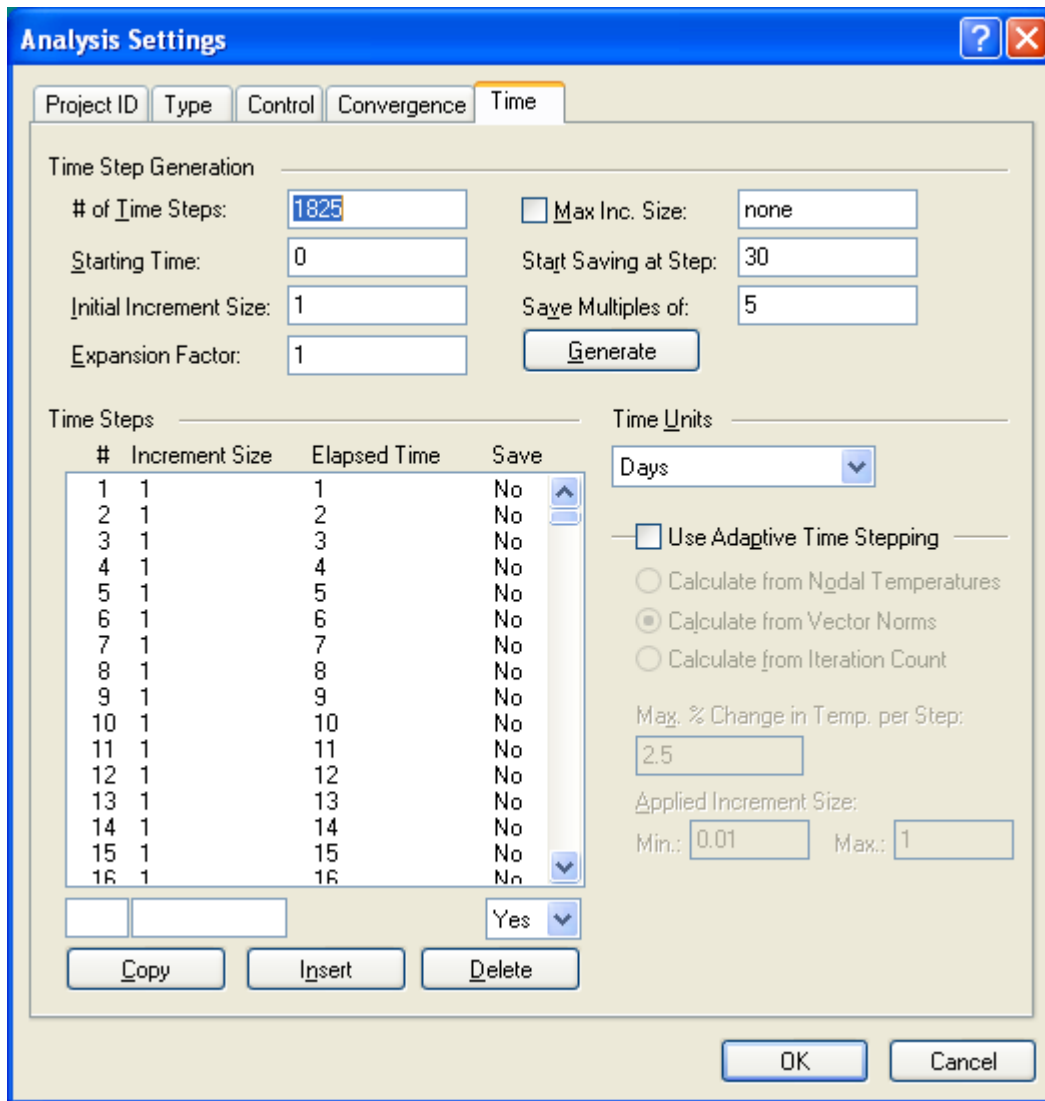 Analysis Settings
Project ID Type Control Convergence Time
Time Step Generation
# of Time Steps: 1825 Max Inc. Size: none
Starting Time: 0 Start Saving at Step: 30
Initial Increment Size: 1 Save Multiples of: 5
Expansion Factor: 1 Generate
Time Steps Time Units
# Increment Size Elapsed Time Save Days
1 1 1 No
2 1 2 No
3 1 3 No
4 1 4 No
5 1 5 No
6 1 6 No
7 1 7 No
8 1 8 No
9 1 9 No
10 1 10 No
11 1 11 No
12 1 12 No
13 1 13 No
14 1 14 No
15 1 15 No
16 1 16 No
Yes
Copy Insert Delete
Use Adaptive Time Stepping
Calculate from Nodal Temperatures
Calculate from Vector Norms
Calculate from Iteration Count
Max. % Change in Temp. per Step:
2.5
Applied Increment Size:
Min.: 0.01 Max.: 1
OK Cancel